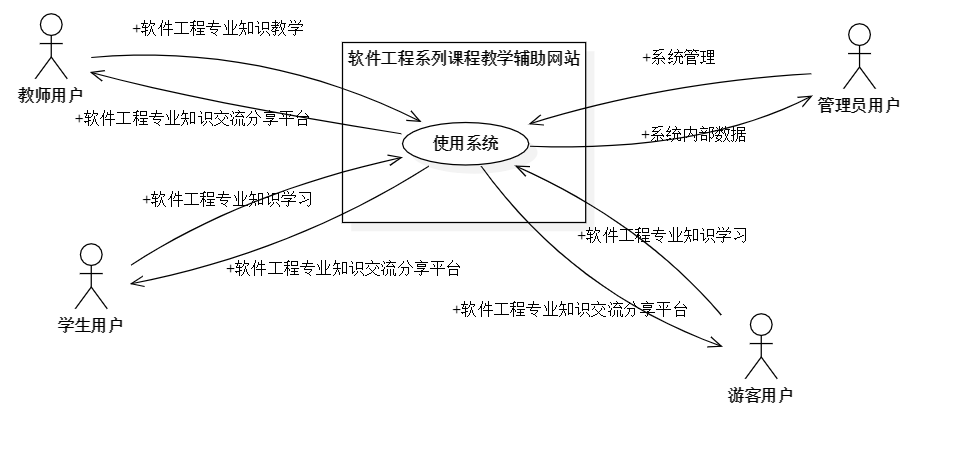 +软件工程专业知识教学
软件工程系列课程教学辅助网站
+系统管理
教师用户
管理员用户
+软件工程专业知识交流分享平台
使用系统
+系统内部数据
+软件工程专业知识学习
+软件工程专业知识学习
+软件工程专业知识交流分享平台
+软件工程专业知识交流分享平台
学生用户
游客用户